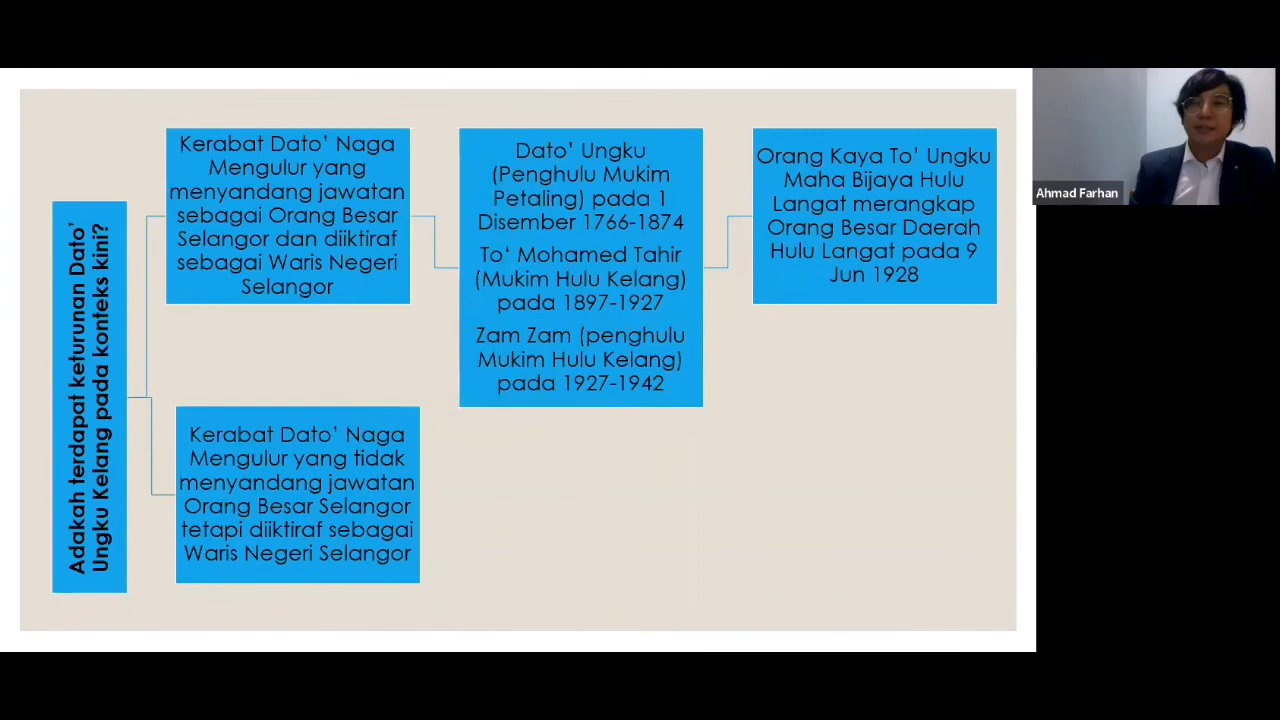 Adakah terdapat keturunan Dato'
Ungku Kelang pada konteks kini?
Kerabat Dato' Naga
Mengulur yang
menyandang jawatan
sebagai Orang Besar
Selangor dan diiktiraf
sebagai Waris Negeri
Selangor
Dato' Ungku
(Penghulu Mukim
Petaling) pada 1
Disember 1766-1874
To‘ Mohamed Tahir
(Mukim Hulu Kelang)
pada 1897-1927
Zam Zam (penghulu
Mukim Hulu Kelang)
pada 1927-1942
Orang Kaya To' Ungku
Maha Bijaya Hulu
Langat merangkap
Orang Besar Daerah
Hulu Langat pada 9
Jun 1928
Kerabat Dato' Naga
Mengulur yang tidak
menyandang jawatan
Orang Besar Selangor
tetapi diiktiraf sebagai
Waris Negeri Selangor
Ahmad Farhan